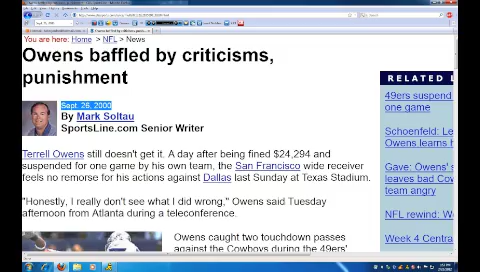 You are here: Home > NFL > News
Owens baffled by criticisms,
punishment
Sept. 26, 2000
By Mark Soltau
SportsLine.com Senior Writer
Terrell Owens still doesn't get it. A day after being fined $24,294 and
suspended for one game by his own team, the San Francisco wide receiver
feels no remorse for his actions against Dallas last Sunday at Texas Stadium.
"Honestly, I really don't see what I did wrong," Owens said Tuesday
afternoon from Atlanta during a teleconference.
Owens caught two touchdown passes
against the Cowboys during the 49ers'
RELATED L
49ers suspend
one game
Schoenfeld: Le
Owens learns h
Gave: Owens'
leaves bad Cow
team angry
NFL rewind: W
Week 4 Centra